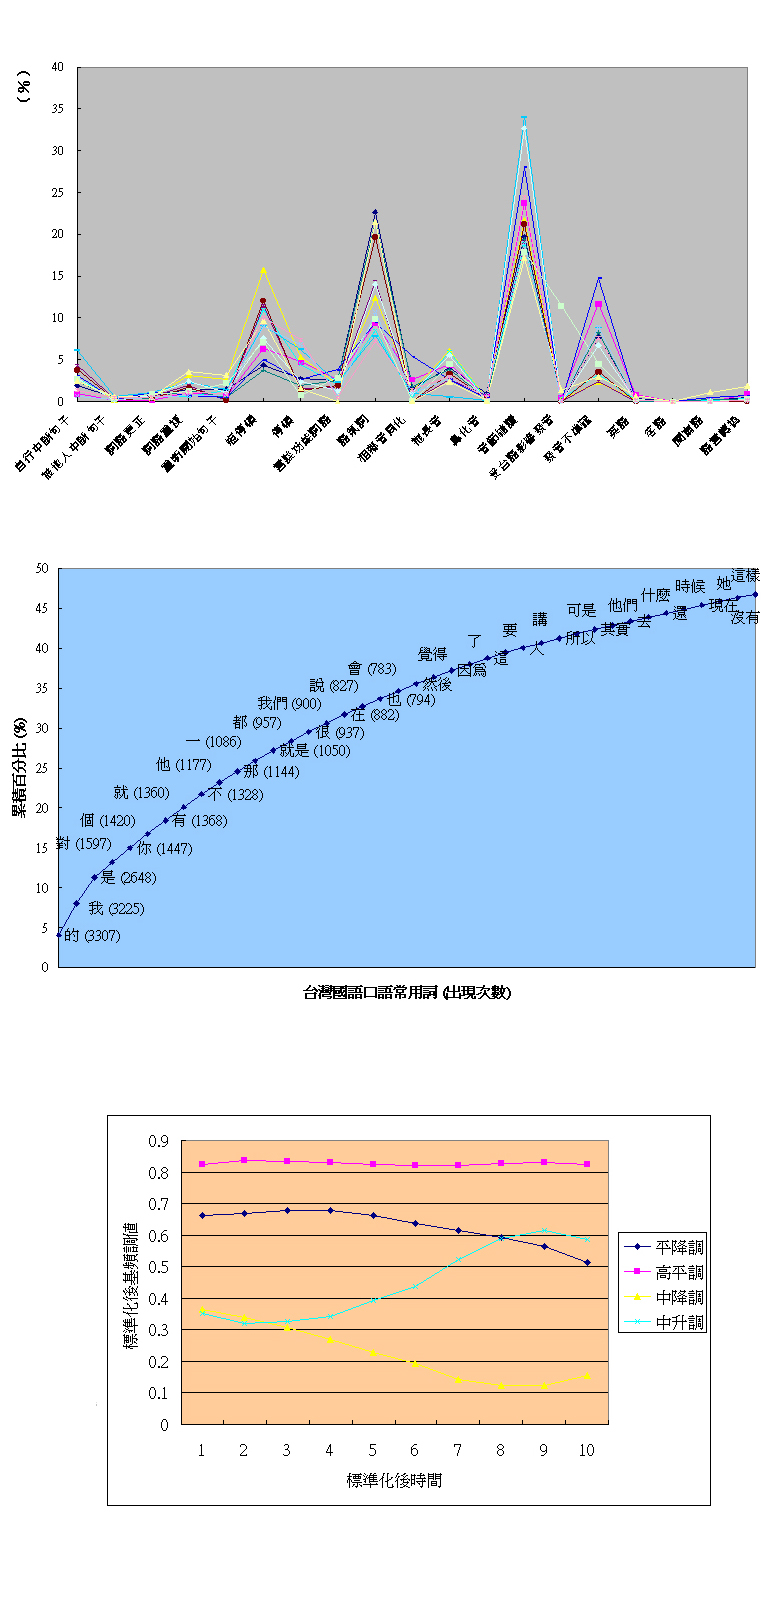 (%)
40
35
30
25
20
15
10
5
0
自行中斷句子
被他人中斷句子
詞語更正
詞語重複
重新開始句子
短停頓
停頓
言談功能詞語
語氣詞
相鄰音同化
拖長音
鼻化音
音節縮讀
受台語影響發音
發音不標準
英語
日語
閩南語
50
45
40
35
30
25
20
15
10
5
0
累積百分比 (%)
的 (3307)
我 (3225)
是 (2648)
對 (1597)
你 (1447)
個 (1420)
有 (1368)
就 (1360)
不 (1328)
他 (1177)
那 (1144)
一 (1086)
就是 (1050)
都 (957)
很 (937)
我們 (900)
在 (882)
說 (827)
也 (794)
會 (783)
然後
覺得
因為
了
這
要
人
講
所以
可是
其實
他們
去
什麼
還
時候
現在
她
沒有
這樣
台灣國語口語常用詞 (出現次數)
0.9
0.8
0.7
0.6
0.5
0.4
0.3
0.2
0.1
0
標準化後基頻調值
1 2 3 4 5 6 7 8 9 10
標準化後時間
平降調
高平調
中降調
中升調